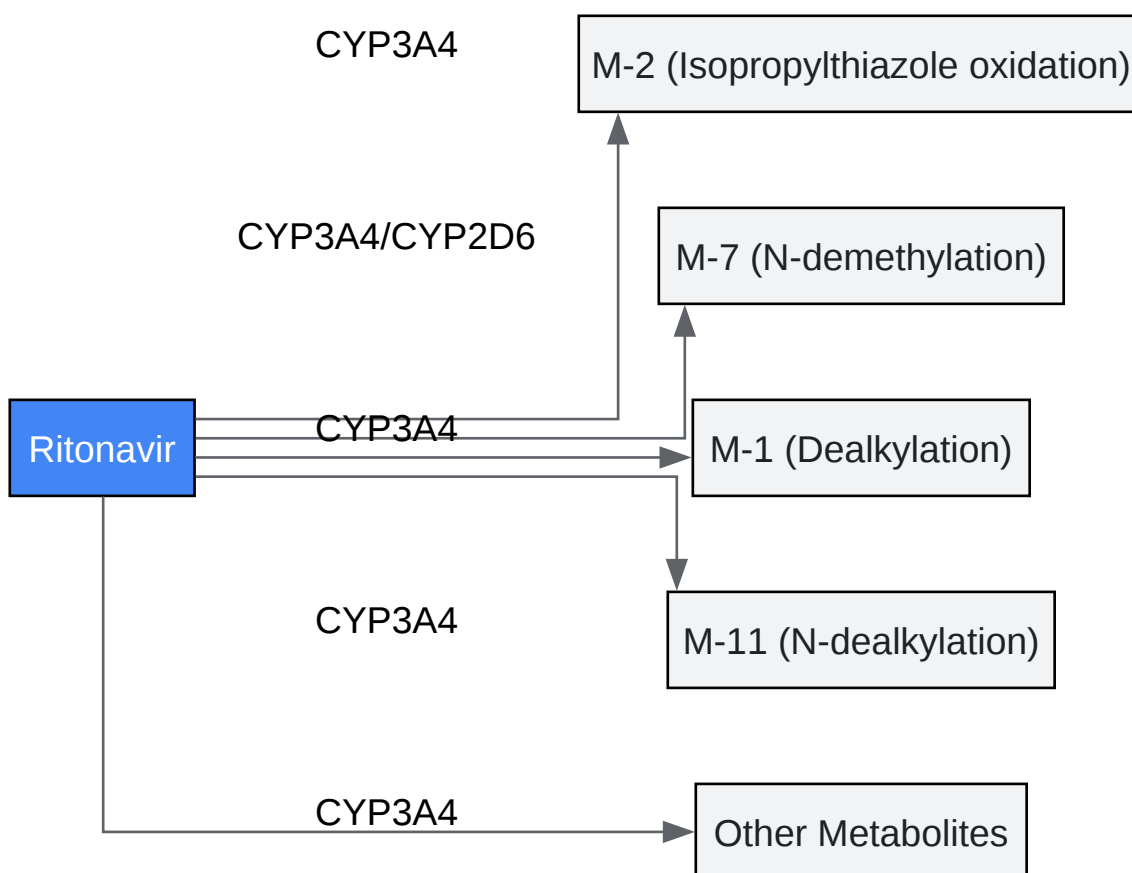 CYP3A4
M-2 (Isopropylthiazole oxidation)
CYP3A4/CYP2D6
M-7 (N-demethylation)
Ritonavir
CYP3A4
M-1 (Dealkylation)
CYP3A4
M-11 (N-dealkylation)
CYP3A4
Other Metabolites